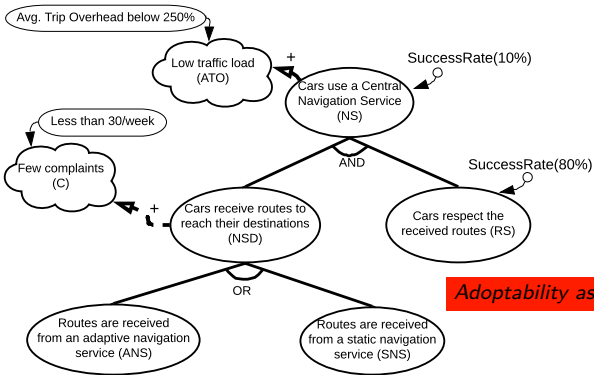 Avg. Trip Overhead below 250%
Low traffic load
(ATO)
+
SuccessRate(10%)
Cars use a Central
Navigation Service
(NS)
Less than 30/week
AND
Few complaints
(C)
SuccessRate(80%)
+
Cars receive routes to
reach their destinations
(NSD)
Cars respect the
received routes (RS)
OR
Adoptability as
Routes are received
from an adaptive navigation
service (ANS)
Routes are received
from a static navigation
service (SNS)